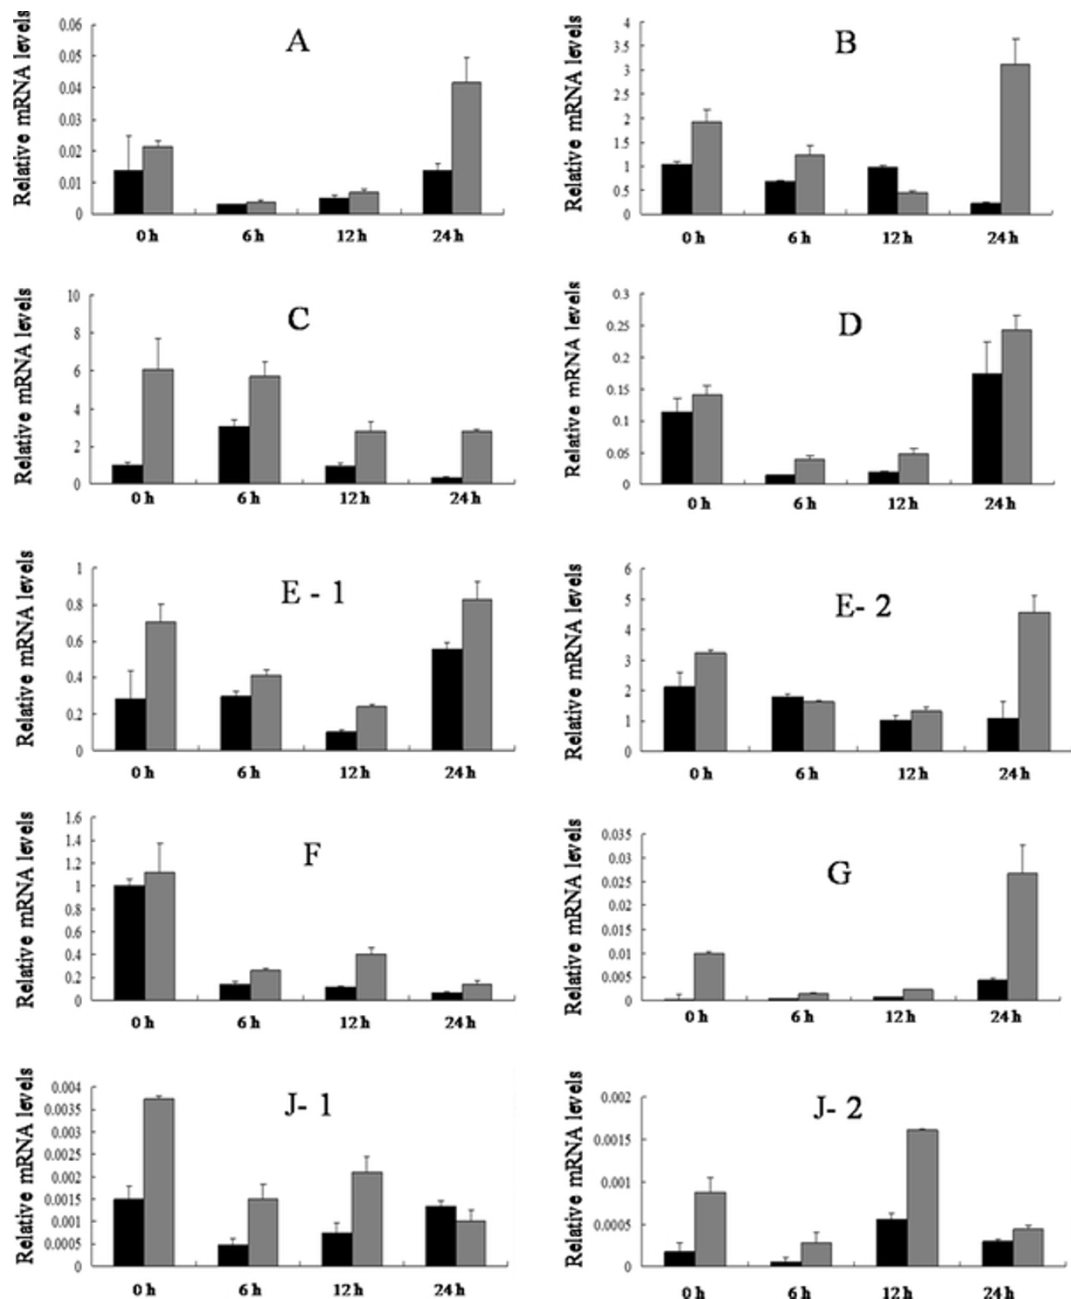 Relative mRNA levels
A
0.06
0.05
0.04
0.03
0.02
0.01
0
0 h 6 h 12 h 24 h
Relative mRNA levels
B
4
3.5
3
2.5
2
1.5
1
0.5
0
0 h 6 h 12 h 24 h
Relative mRNA levels
C
10
8
6
4
2
0
0 h 6 h 12 h 24 h
Relative mRNA levels
D
0.3
0.25
0.2
0.15
0.1
0.05
0
0 h 6 h 12 h 24 h
Relative mRNA levels
E - 1
1
0.8
0.6
0.4
0.2
0
0 h 6 h 12 h 24 h
Relative mRNA levels
E- 2
6
5
4
3
2
1
0
0 h 6 h 12 h 24 h
Relative mRNA levels
F
1.6
1.4
1.2
1
0.8
0.6
0.4
0.2
0
0 h 6 h 12 h 24 h
Relative mRNA levels
G
0.035
0.03
0.025
0.02
0.015
0.01
0.005
0
0 h 6 h 12 h 24 h
Relative mRNA levels
J- 1
0.004
0.0035
0.003
0.0025
0.002
0.0015
0.001
0.0005
0
0 h 6 h 12 h 24 h
Relative mRNA levels
J- 2
0.002
0.0015
0.001
0.0005
0
0 h 6 h 12 h 24 h